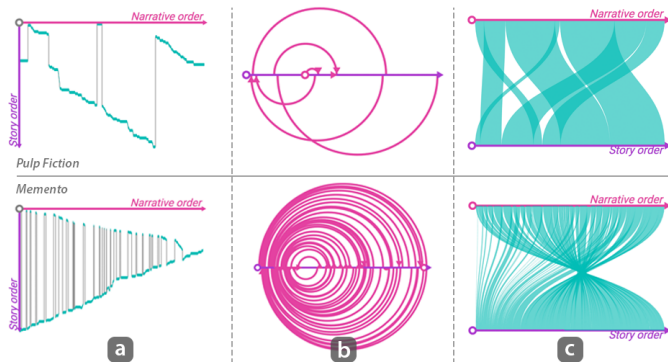 Narrative order
Story order
Pulp Fiction
Narrative order
Story order
Memento
Narrative order
Story order
a
b
Narrative order
Story order
c